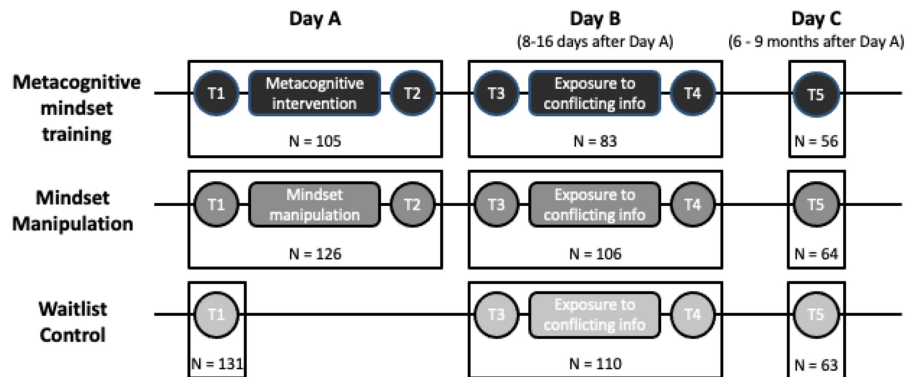 Day A
Day B
Day C
(8-16 days after Day A)
(6 - 9 months after Day A)
Metacognitive
mindset
training
T1
Metacognitive
intervention
T2
N = 105
T3
Exposure to
conflicting info
T4
N = 83
T5
N = 56
Mindset
Manipulation
T1
Mindset
manipulation
T2
N = 126
T3
Exposure to
conflicting info
T4
N = 106
T5
N = 64
Waitlist
Control
T1
N = 131
T3
Exposure to
conflicting info
T4
N = 110
T5
N = 63